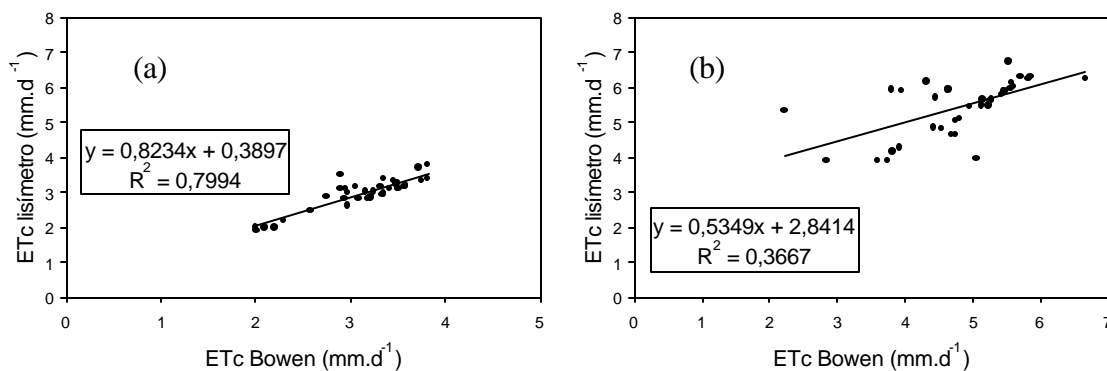 (a)
ETc lisímetro (mm.d⁻¹)
8
7
6
5
4
3
2
1
0
y = 0,8234x + 0,3897
R² = 0,7994
0 1 2 3 4 5
ETc Bowen (mm.d⁻¹)
(b)
ETc lisímetro (mm.d⁻¹)
8
7
6
5
4
3
2
1
0
y = 0,5349x + 2,8414
R² = 0,3667
0 1 2 3 4 5 6 7
ETc Bowen (mm.d⁻¹)